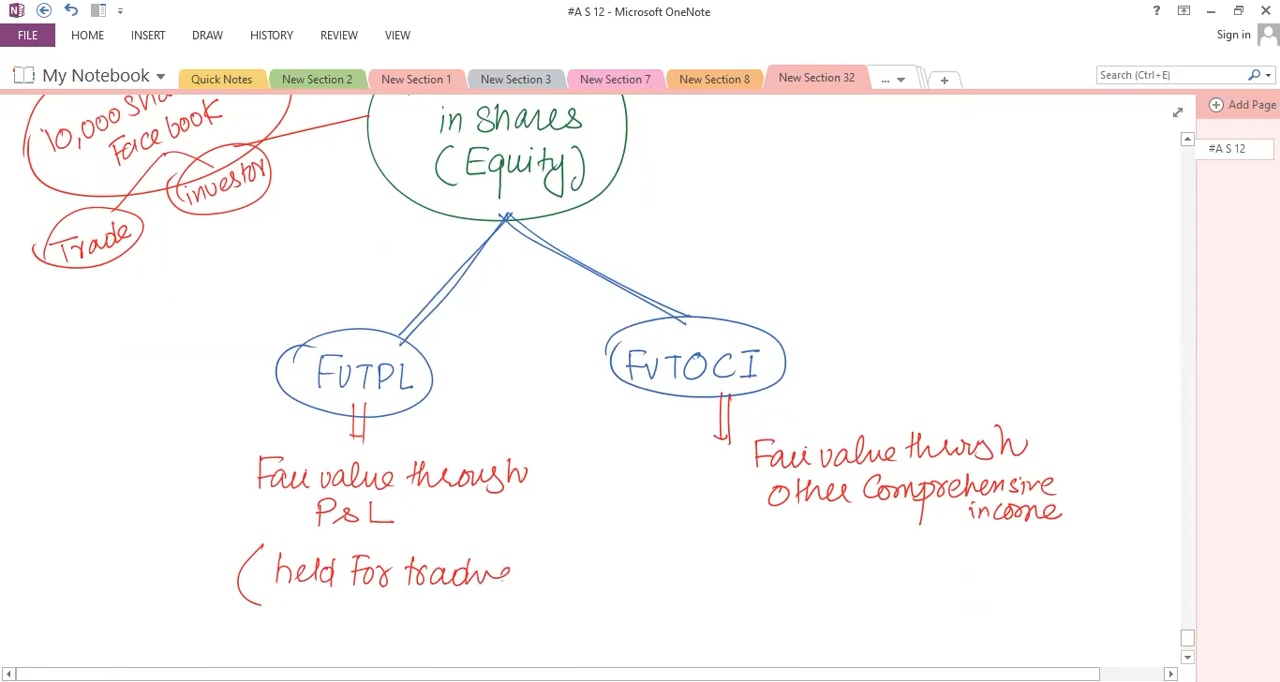 #A S 12 - Microsoft OneNote
?
FILE
HOME
INSERT
DRAW
HISTORY
REVIEW
VIEW
Sign in
My Notebook
Quick Notes
New Section 2
New Section 1
New Section 3
New Section 7
New Section 8
New Section 32
...
Search (Ctrl+E)
Add Page
#A S 12
10,000 Sha
Facebook
investor
Trade
in Shares
(Equity)
FVTPL
FVTOCI
Fair value through
P&L
(held For trading
Fair value through
Other Comprehensive
income